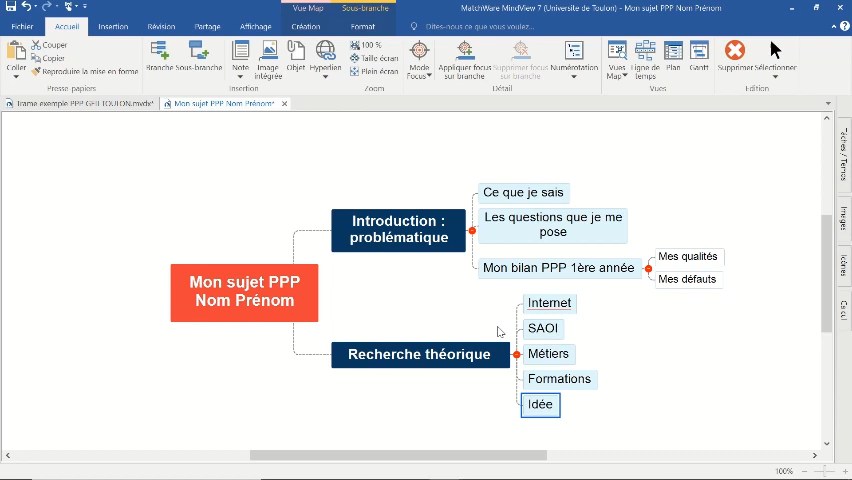 Vue Map
Sous-branche
MatchWare MindView 7 (Universite de Toulon) - Mon sujet PPP Nom Prénom
Fichier
Accueil
Insertion
Révision
Partage
Affichage
Création
Format
Dites-nous ce que vous voulez...
Coller
Couper
Copier
Reproduire la mise en forme
Presse-papiers
Branche
Sous-branche
Note
Image
intégrée
Objet
Hyperlien
Insertion
100 %
Taille écran
Plein écran
Zoom
Mode
Focus
Appliquer focus
sur branche
Supprimer focus
sur branche
Numérotation
Détail
Vues
Map
Ligne de
temps
Plan
Gantt
Vues
Supprimer
Sélectionner
Edition
Trame exemple PPP GEII TOULON.mvdx*
Mon sujet PPP Nom Prénom*
Mon sujet PPP
Nom Prénom
Introduction :
problématique
Ce que je sais
Les questions que je me
pose
Mon bilan PPP 1ère année
Mes qualités
Mes défauts
Recherche théorique
Internet
SAOI
Métiers
Formations
Idée
Tâches / Temps
Images
Icônes
Calcul
100%